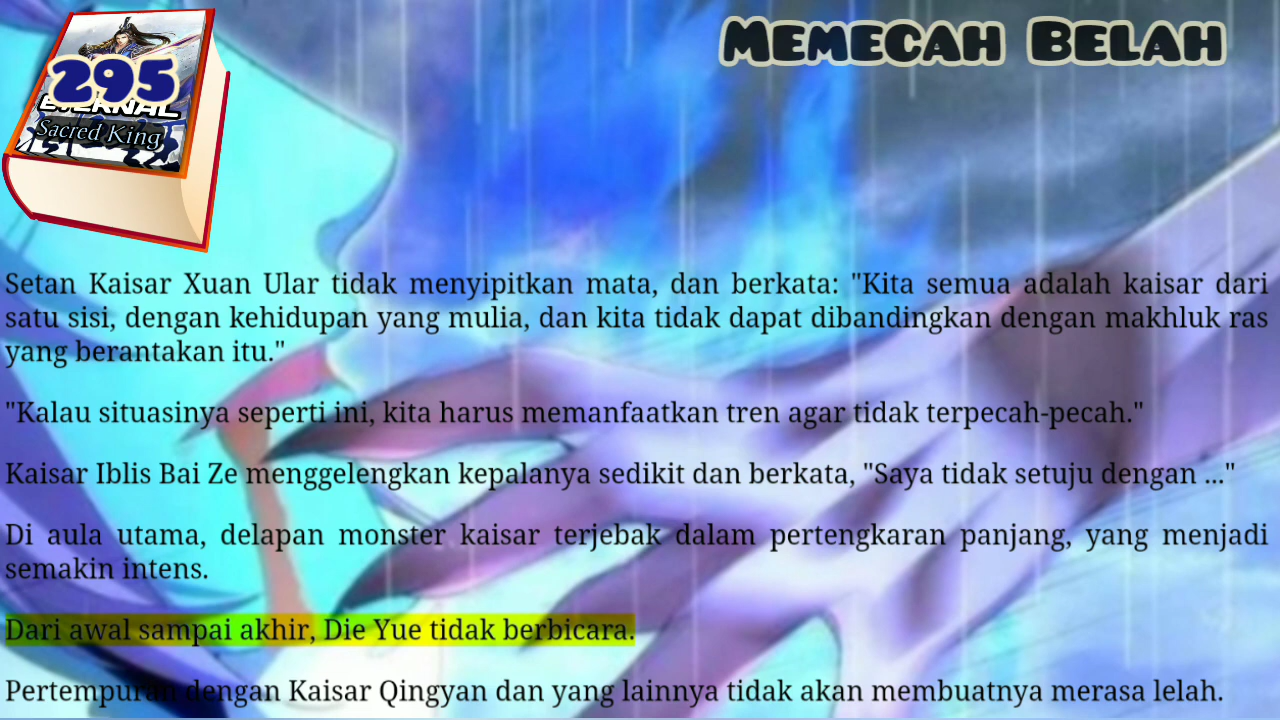 MEMECAH BELAH
295
ETERNAL
Sacred King
Setan Kaisar Xuan Ular tidak menyipitkan mata, dan berkata: "Kita semua adalah kaisar dari
satu sisi, dengan kehidupan yang mulia, dan kita tidak dapat dibandingkan dengan makhluk ras
yang berantakan itu."
"Kalau situasinya seperti ini, kita harus memanfaatkan tren agar tidak terpecah-pecah."
Kaisar Iblis Bai Ze menggelengkan kepalanya sedikit dan berkata, "Saya tidak setuju dengan ..."
Di aula utama, delapan monster kaisar terjebak dalam pertengkaran panjang, yang menjadi
semakin intens.
Dari awal sampai akhir, Die Yue tidak berbicara.
Pertempuran dengan Kaisar Qingyan dan yang lainnya tidak akan membuatnya merasa lelah.